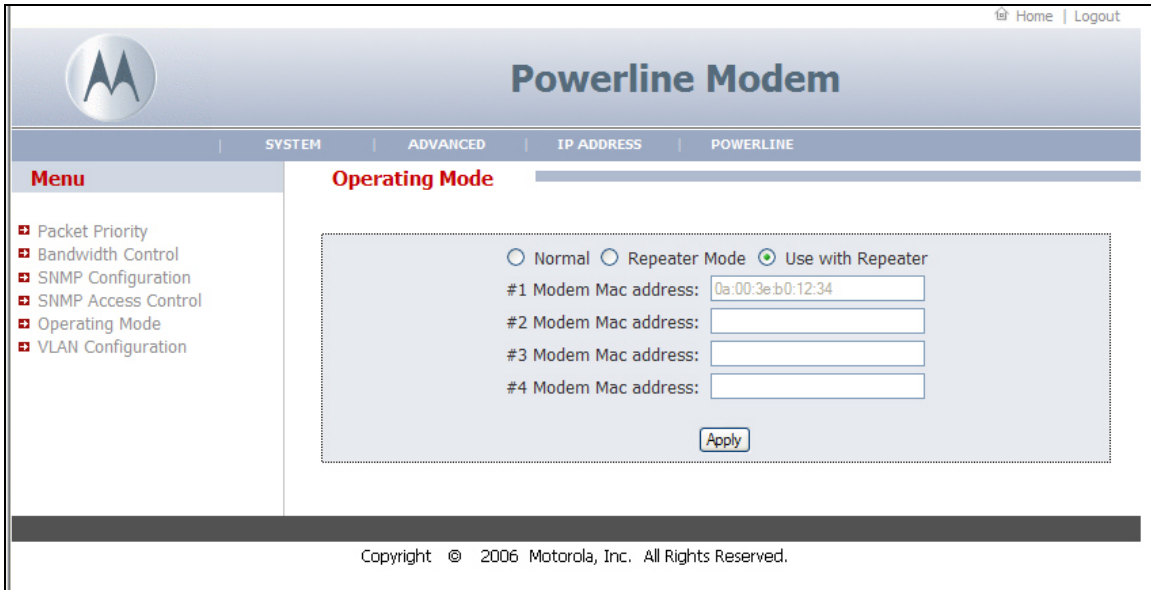 Home | Logout
Powerline Modem
| SYSTEM | ADVANCED | IP ADDRESS | POWERLINE
Menu
Operating Mode
Packet Priority
Bandwidth Control
SNMP Configuration
SNMP Access Control
Operating Mode
VLAN Configuration
Normal Repeater Mode Use with Repeater
#1 Modem Mac address: 0a:00:3e:b0:12:34
#2 Modem Mac address:
#3 Modem Mac address:
#4 Modem Mac address:
Apply
Copyright © 2006 Motorola, Inc. All Rights Reserved.